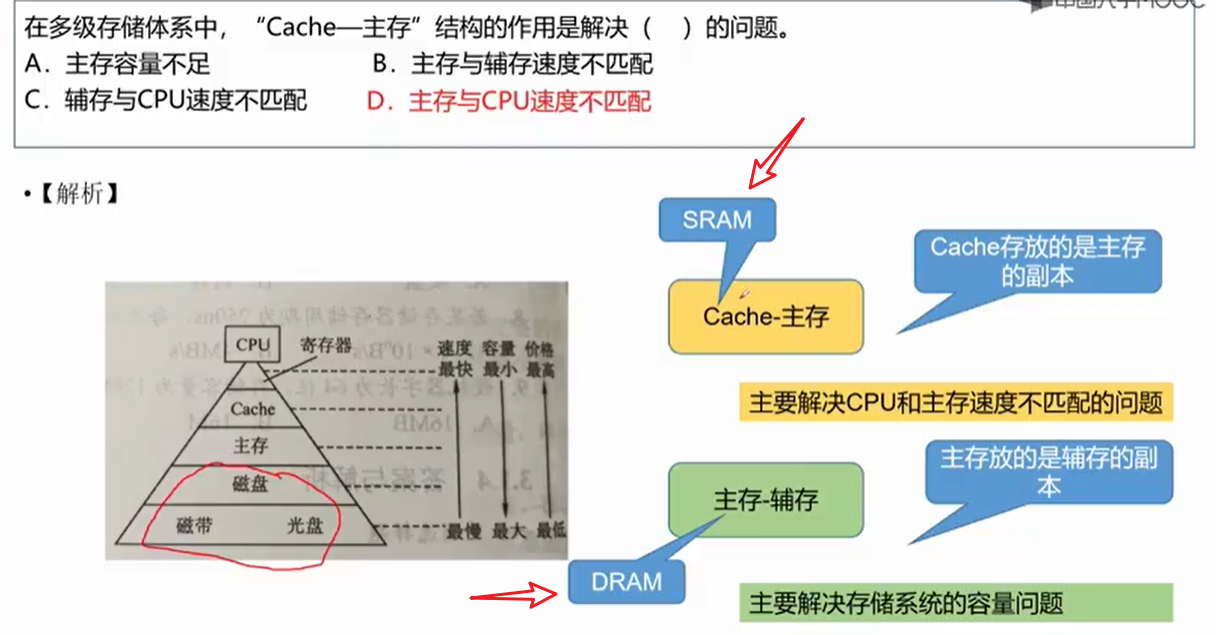 中国大学MOOC
在多级存储体系中，“Cache—主存”结构的作用是解决（　）的问题。
A．主存容量不足
B．主存与辅存速度不匹配
C．辅存与CPU速度不匹配
D．主存与CPU速度不匹配
•【解析】
SRAM
Cache存放的是主存
的副本
Cache-主存
主要解决CPU和主存速度不匹配的问题
主存放的是辅存的副
本
主存-辅存
DRAM
主要解决存储系统的容量问题
CPU
寄存器
速度 容量 价格
最快 最小 最高
Cache
主存
磁盘
磁带 光盘
最慢 最大 最低